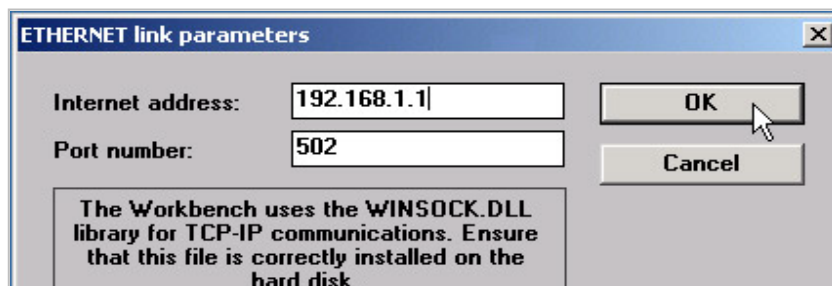 ETHERNET link parameters
Internet address: 192.168.1.1 OK
Port number: 502 Cancel
The Workbench uses the WINSOCK.DLL
library for TCP-IP communications. Ensure
that this file is correctly installed on the
hard disk